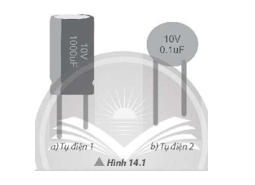 10V
1000uF
10V
0.1uF
a) Tụ điện 1
b) Tụ điện 2
▲ Hình 14.1